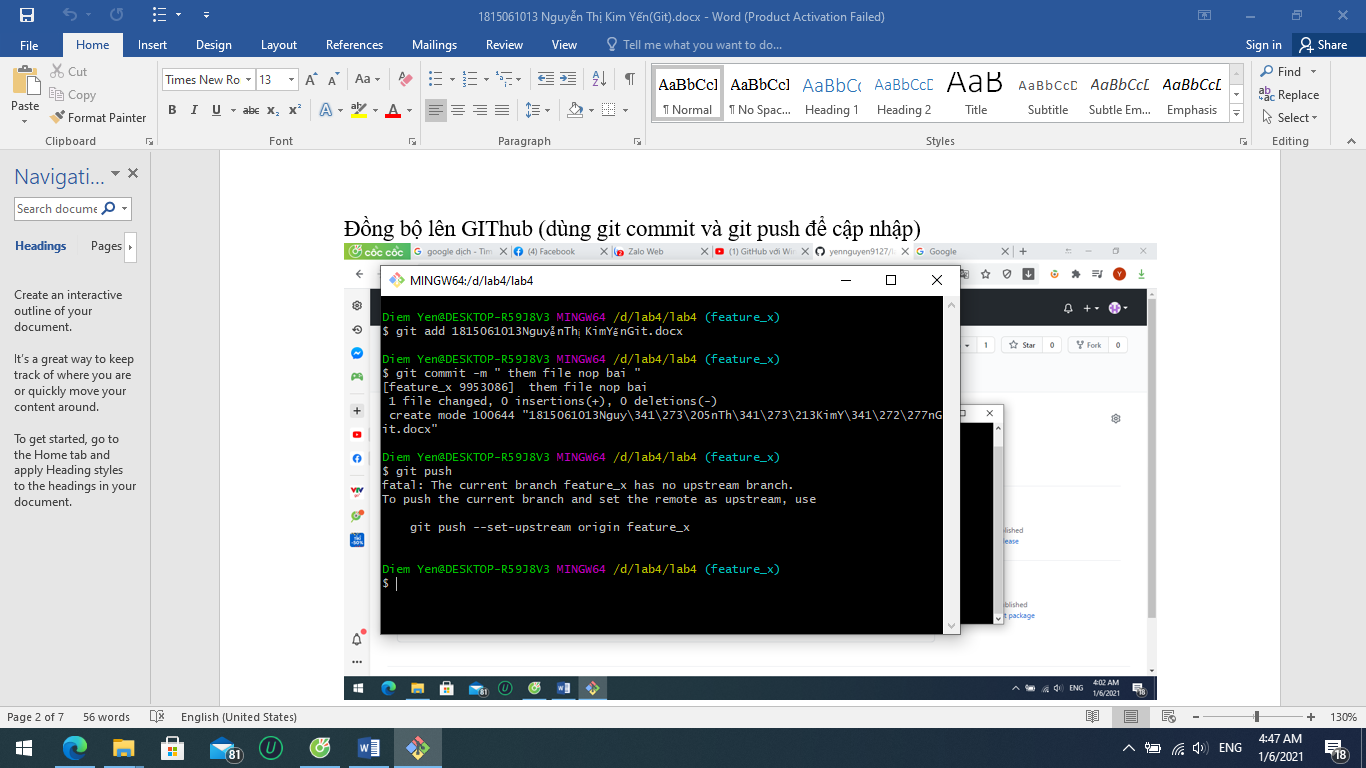 1815061013 Nguyễn Thị Kim Yến(Git).docx - Word (Product Activation Failed)
File Home Insert Design Layout References Mailings Review View Tell me what you want to do... Sign in Share
Paste
Cut
Copy
Format Painter
Times New Ro 13
B I U abc x₂ x²
AaBbCcI AaBbCcI AaBbCc AaBbCcD AaB AaBbCcD AaBbCcD AaBbCcD
¶ Normal ¶ No Spac... Heading 1 Heading 2 Title Subtitle Subtle Em... Emphasis
Find
Replace
Select
Clipboard Font Paragraph Styles Editing
Navigati...
Search docume
Headings Pages
Create an interactive
outline of your
document.
It's a great way to keep
track of where you are
or quickly move your
content around.
To get started, go to
the Home tab and
apply Heading styles
to the headings in your
document.
Đồng bộ lên GIThub (dùng git commit và git push để cập nhập)
cốc cốc google dịch - Tìm (4) Facebook Zalo Web (1) GitHub với Wi yennguyen9127/l Google
MINGW64:/d/lab4/lab4
Diem Yen@DESKTOP-R59J8V3 MINGW64 /d/lab4/lab4 (feature_x)
$ git add 1815061013NguyễnThị KimYếnGit.docx
Diem Yen@DESKTOP-R59J8V3 MINGW64 /d/lab4/lab4 (feature_x)
$ git commit -m " them file nop bai "
[feature_x 9953086]  them file nop bai
1 file changed, 0 insertions(+), 0 deletions(-)
create mode 100644 "1815061013Nguy\341\273\205nTh\341\273\213KimY\341\272\277nG
it.docx"
Diem Yen@DESKTOP-R59J8V3 MINGW64 /d/lab4/lab4 (feature_x)
$ git push
fatal: The current branch feature_x has no upstream branch.
To push the current branch and set the remote as upstream, use
git push --set-upstream origin feature_x
Diem Yen@DESKTOP-R59J8V3 MINGW64 /d/lab4/lab4 (feature_x)
$
1 Star 0 Fork 0
blished
lease
blished
t package
81 ENG 4:02 AM
1/6/2021 18
Page 2 of 7 56 words English (United States) 130%
81 ENG 4:47 AM
1/6/2021 18